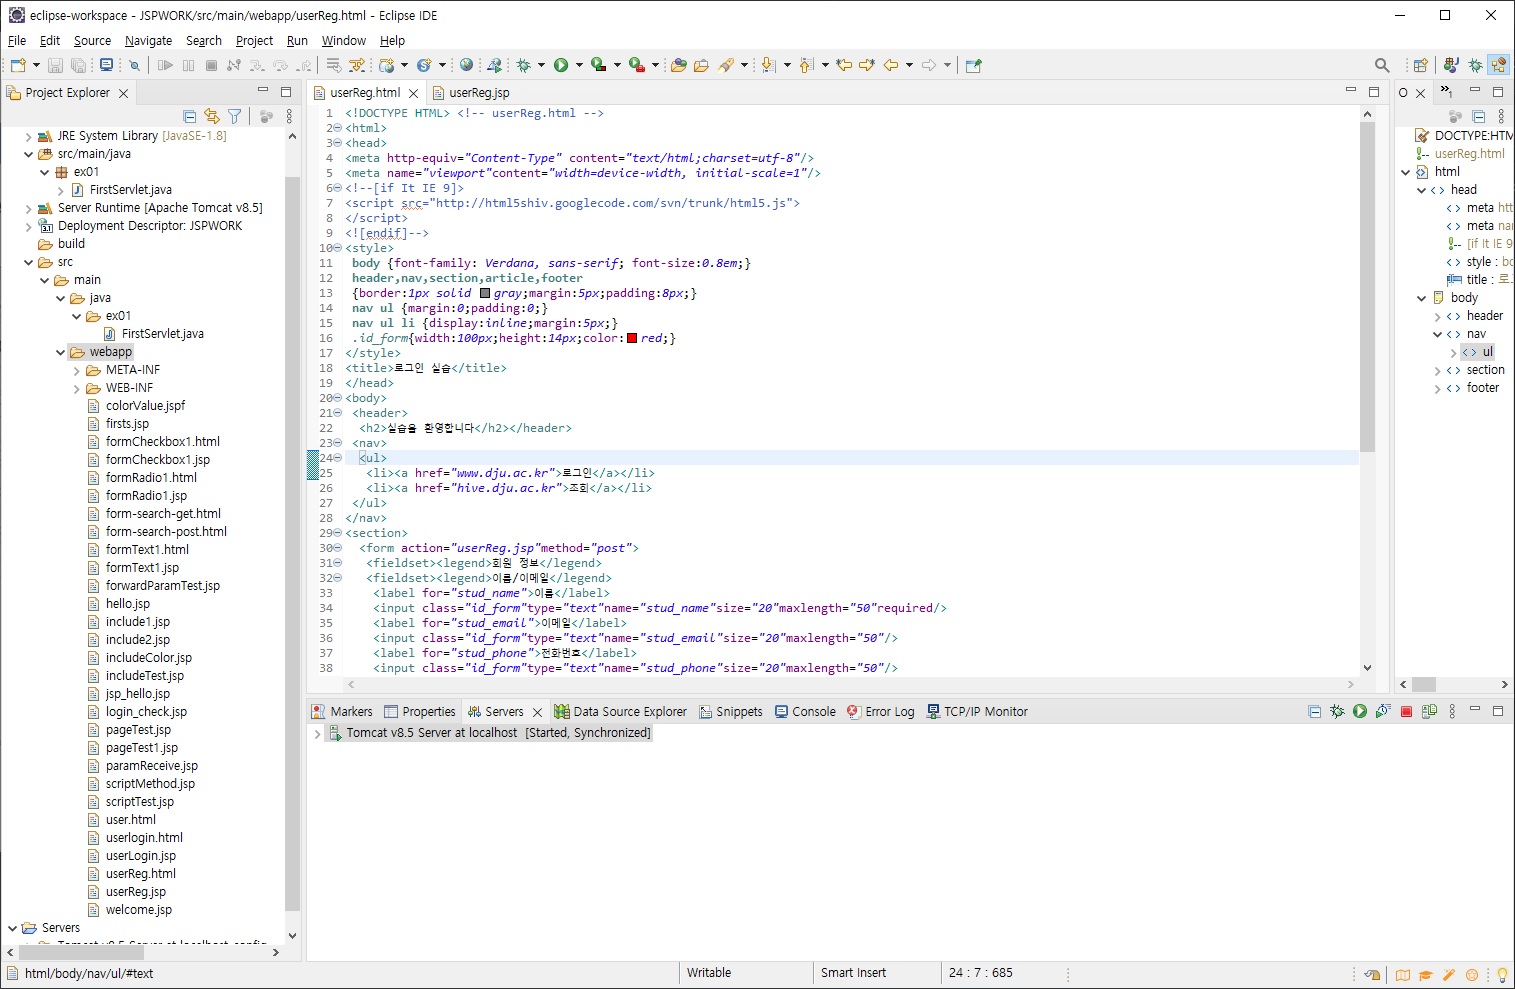 eclipse-workspace - JSPWORK/src/main/webapp/userReg.html - Eclipse IDE
File Edit Source Navigate Search Project Run Window Help
Project Explorer
JRE System Library [JavaSE-1.8]
src/main/java
ex01
FirstServlet.java
Server Runtime [Apache Tomcat v8.5]
Deployment Descriptor: JSPWORK
build
src
main
java
ex01
FirstServlet.java
webapp
META-INF
WEB-INF
colorValue.jspf
firsts.jsp
formCheckbox1.html
formCheckbox1.jsp
formRadio1.html
formRadio1.jsp
form-search-get.html
form-search-post.html
formText1.html
formText1.jsp
forwardParamTest.jsp
hello.jsp
include1.jsp
include2.jsp
includeColor.jsp
includeTest.jsp
jsp_hello.jsp
login_check.jsp
pageTest.jsp
pageTest1.jsp
paramReceive.jsp
scriptMethod.jsp
scriptTest.jsp
user.html
userlogin.html
userLogin.jsp
userReg.html
userReg.jsp
welcome.jsp
Servers
Tomcat v8.5 Server at localhost-config
userReg.html userReg.jsp
1 <!DOCTYPE HTML> <!-- userReg.html -->
2 <html>
3 <head>
4 <meta http-equiv="Content-Type" content="text/html;charset=utf-8"/>
5 <meta name="viewport"content="width=device-width, initial-scale=1"/>
6 <!--[if It IE 9]>
7 <script src="http://html5shiv.googlecode.com/svn/trunk/html5.js">
8 </script>
9 <![endif]-->
10 <style>
11 body {font-family: Verdana, sans-serif; font-size:0.8em;}
12 header,nav,section,article,footer
13 {border:1px solid gray;margin:5px;padding:8px;}
14 nav ul {margin:0;padding:0;}
15 nav ul li {display:inline;margin:5px;}
16 .id_form{width:100px;height:14px;color:red;}
17 </style>
18 <title>로그인 실습</title>
19 </head>
20 <body>
21 <header>
22 <h2>실습을 환영합니다</h2></header>
23 <nav>
24 <ul>
25 <li><a href="www.dju.ac.kr">로그인</a></li>
26 <li><a href="hive.dju.ac.kr">조회</a></li>
27 </ul>
28 </nav>
29 <section>
30 <form action="userReg.jsp"method="post">
31 <fieldset><legend>회원 정보</legend>
32 <fieldset><legend>이름/이메일</legend>
33 <label for="stud_name">이름</label>
34 <input class="id_form"type="text"name="stud_name"size="20"maxlength="50"required/>
35 <label for="stud_email">이메일</label>
36 <input class="id_form"type="text"name="stud_email"size="20"maxlength="50"/>
37 <label for="stud_phone">전화번호</label>
38 <input class="id_form"type="text"name="stud_phone"size="20"maxlength="50"/>
O
DOCTYPE:HTM
userReg.html
html
head
meta htt
meta nar
[if It IE 9
style : bo
title : 로
body
header
nav
ul
section
footer
Markers Properties Servers Data Source Explorer Snippets Console Error Log TCP/IP Monitor
Tomcat v8.5 Server at localhost [Started, Synchronized]
html/body/nav/ul/#text Writable Smart Insert 24 : 7 : 685